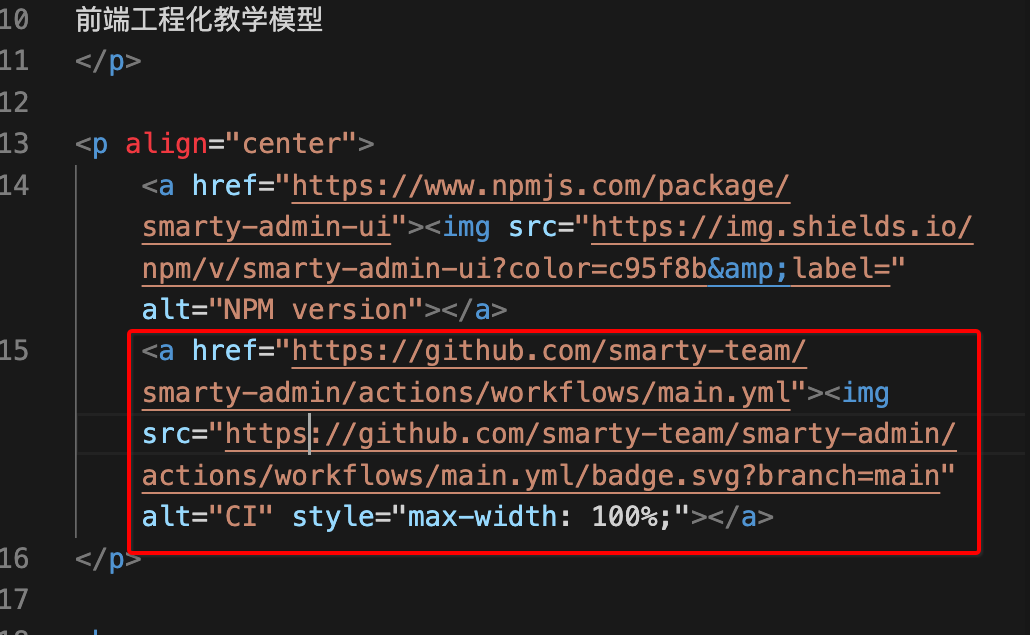 10 前端工程化教学模型
11 </p>
12
13 <p align="center">
14 <a href="https://www.npmjs.com/package/
smarty-admin-ui"><img src="https://img.shields.io/
npm/v/smarty-admin-ui?color=c95f8b&amp;label="
alt="NPM version"></a>
15 <a href="https://github.com/smarty-team/
smarty-admin/actions/workflows/main.yml"><img
src="https://github.com/smarty-team/smarty-admin/
actions/workflows/main.yml/badge.svg?branch=main"
alt="CI" style="max-width: 100%;"></a>
16 </p>
17